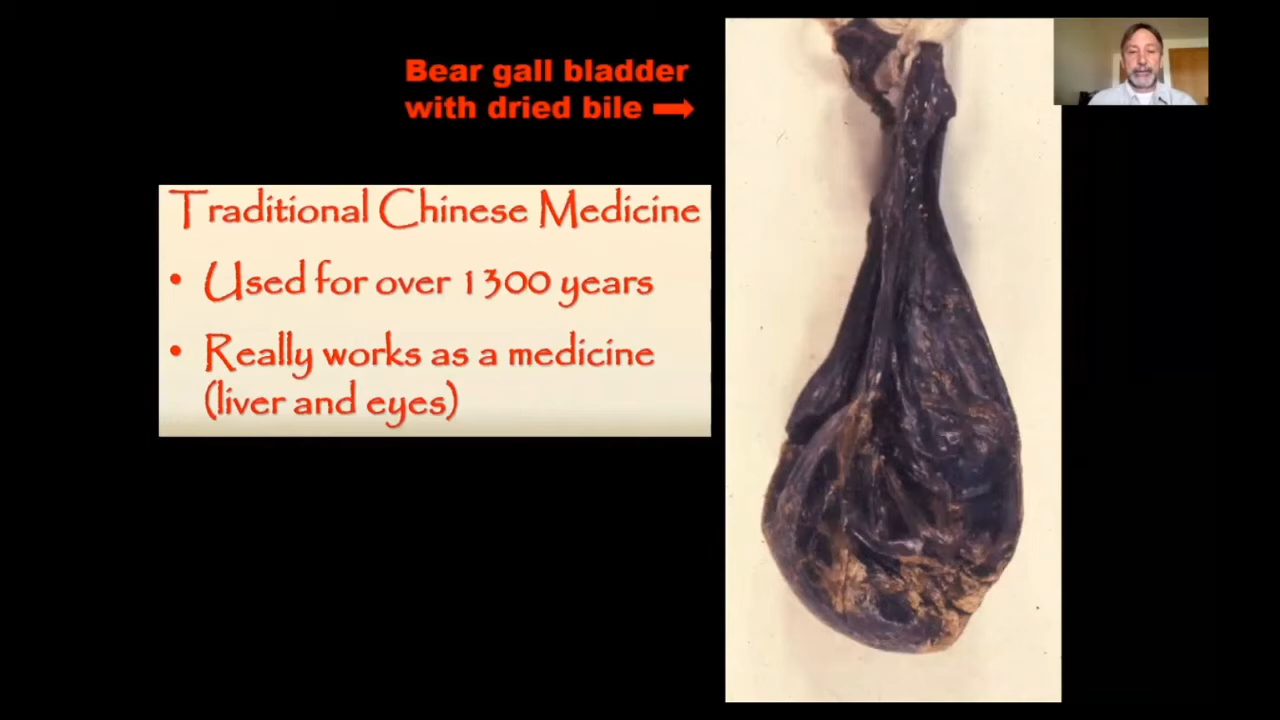 Bear gall bladder
with dried bile
Traditional Chinese Medicine
• Used for over 1300 years
• Really works as a medicine
(liver and eyes)